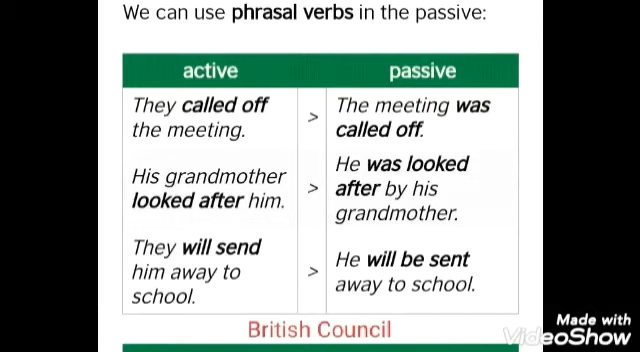 We can use phrasal verbs in the passive:
active passive
They called off
the meeting.
>
The meeting was
called off.
His grandmother
looked after him.
>
He was looked
after by his
grandmother.
They will send
him away to
school.
>
He will be sent
away to school.
British Council
Made with
VideoShow